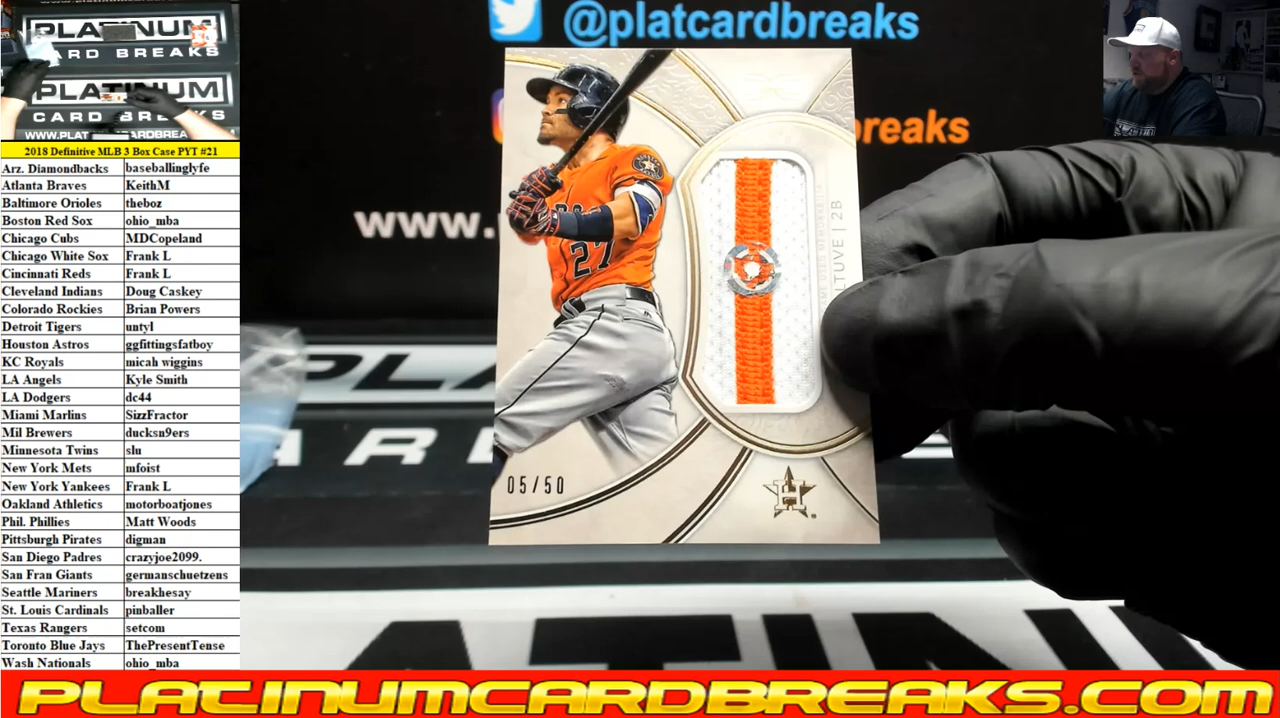 PLATINUM
CARD BREAKS
PLATINUM
CARD BREAKS
2018 Definitive MLB 3 Box Case PYT #21
Arz. Diamondbacks baseballinglyfe
Atlanta Braves KeithM
Baltimore Orioles theboz
Boston Red Sox ohio_mba
Chicago Cubs MDCopeland
Chicago White Sox Frank L
Cincinnati Reds Frank L
Cleveland Indians Doug Caskey
Colorado Rockies Brian Powers
Detroit Tigers untyl
Houston Astros ggfittingsfatboy
KC Royals micah wiggins
LA Angels Kyle Smith
LA Dodgers dc44
Miami Marlins SizzFractor
Mil Brewers ducksn9ers
Minnesota Twins slu
New York Mets mfoist
New York Yankees Frank L
Oakland Athletics motorboatjones
Phil. Phillies Matt Woods
Pittsburgh Pirates digman
San Diego Padres crazyjoe2099.
San Fran Giants germanschuetzens
Seattle Mariners breakhesay
St. Louis Cardinals pinballer
Texas Rangers setcom
Toronto Blue Jays ThePresentTense
Wash Nationals ohio_mba
@platcardbreaks
breaks
www.
27
LTUVE | 2B
05/50
H
PLATINUMCARDBREAKS.COM